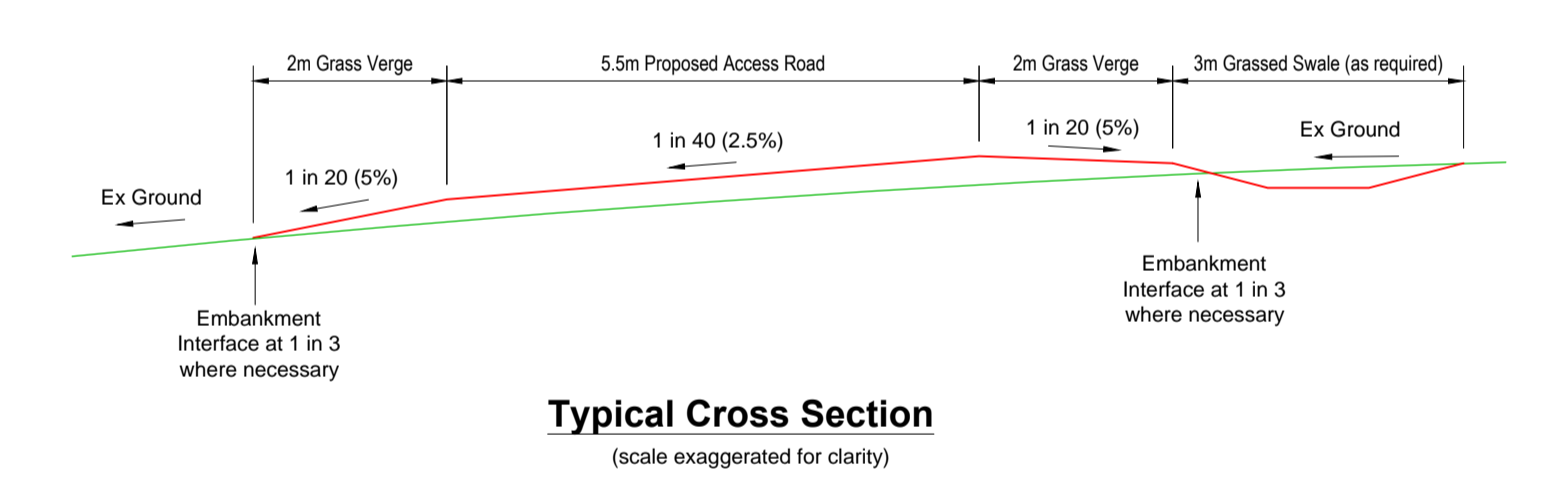 2m Grass Verge
5.5m Proposed Access Road
2m Grass Verge
3m Grassed Swale (as required)
Ex Ground
1 in 20 (5%)
1 in 40 (2.5%)
1 in 20 (5%)
Ex Ground
Embankment
Interface at 1 in 3
where necessary
Embankment
Interface at 1 in 3
where necessary
Typical Cross Section
(scale exaggerated for clarity)